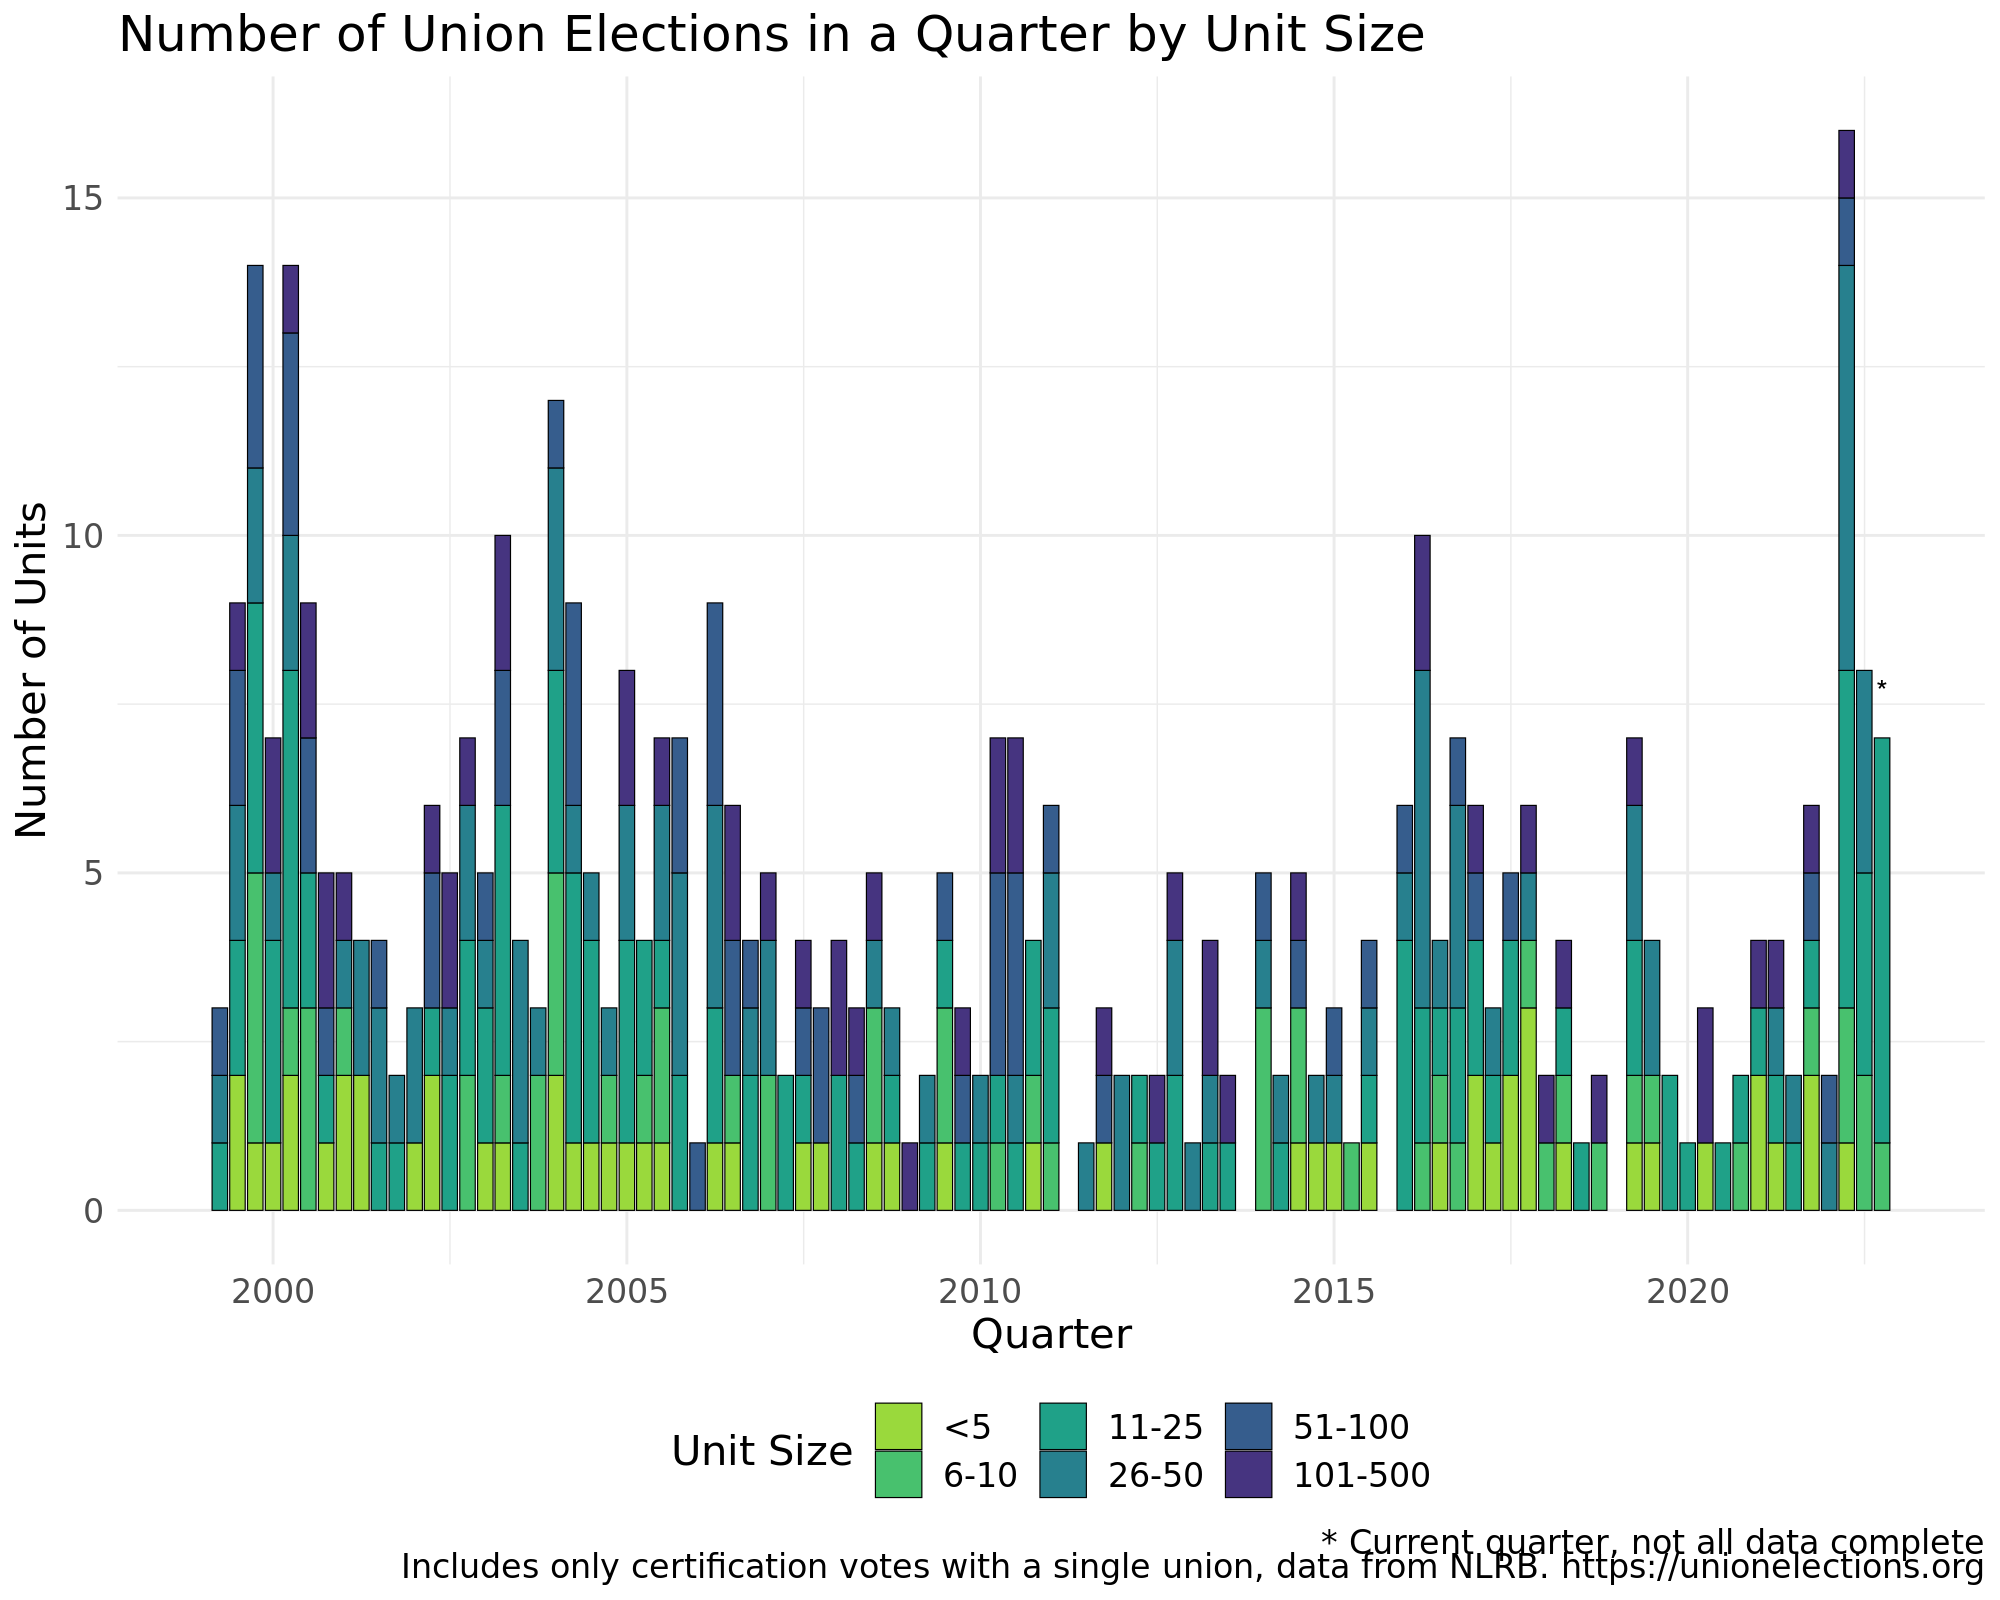 Number of Union Elections in a Quarter by Unit Size
Number of Units
15
10
5
0
*
2000 2005 2010 2015 2020
Quarter
Unit Size
<5 11-25 51-100
6-10 26-50 101-500
* Current quarter, not all data complete
Includes only certification votes with a single union, data from NLRB. https://unionelections.org